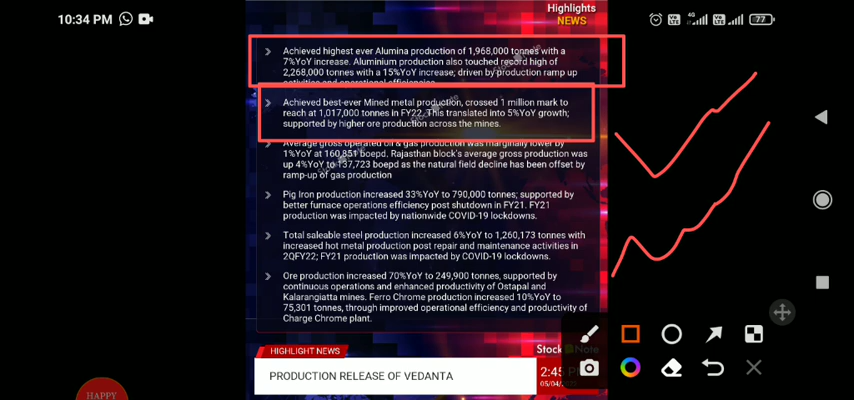 10:34 PM
4G
77
Highlights
NEWS
Achieved highest ever Alumina production of 1,968,000 tonnes with a
7%YoY increase. Aluminium production also touched record high of
2,268,000 tonnes with a 15%YoY increase; driven by production ramp up
activities and operational efficiencies
Achieved best-ever Mined metal production, crossed 1 million mark to
reach at 1,017,000 tonnes in FY22. This translated into 5%YoY growth;
supported by higher ore production across the mines.
Average gross operated oil & gas production was marginally lower by
1%YoY at 160,851 boepd. Rajasthan block's average gross production was
up 4%YoY to 137,723 boepd as the natural field decline has been offset by
ramp-up of gas production
Pig Iron production increased 33%YoY to 790,000 tonnes; supported by
better furnace operations efficiency post shutdown in FY21. FY21
production was impacted by nationwide COVID-19 lockdowns.
Total saleable steel production increased 6%YoY to 1,260,173 tonnes with
increased hot metal production post repair and maintenance activities in
2QFY22; FY21 production was impacted by COVID-19 lockdowns.
Ore production increased 70%YoY to 249,900 tonnes, supported by
continuous operations and enhanced productivity of Ostapal and
Kalarangiatta mines. Ferro Chrome production increased 10%YoY to
75,301 tonnes, through improved operational efficiency and productivity of
Charge Chrome plant.
HIGHLIGHT NEWS
Stock Note
PRODUCTION RELEASE OF VEDANTA
2:45
HAPPY